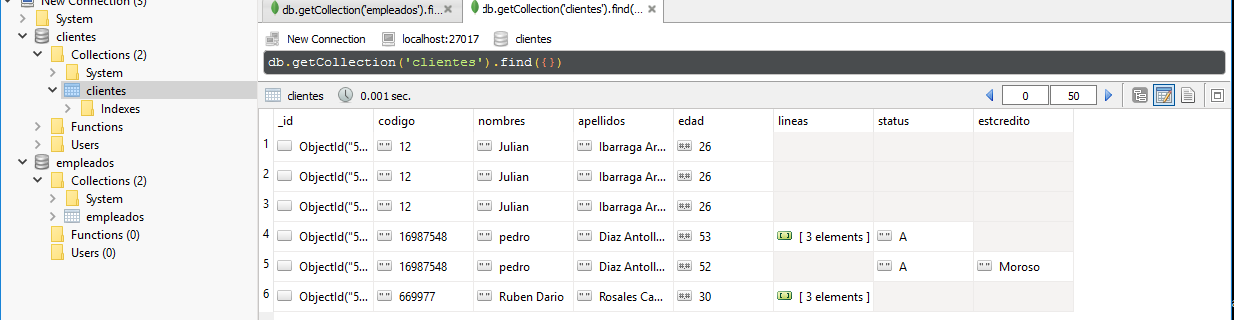 New Connection (3)
System
clientes
Collections (2)
System
clientes
Indexes
Functions
Users
empleados
Collections (2)
System
empleados
Functions (0)
Users (0)
db.getCollection('empleados').fi...
db.getCollection('clientes').find(...
New Connection localhost:27017 clientes
db.getCollection('clientes').find({})
clientes 0.001 sec. 0 50
_id codigo nombres apellidos edad lineas status estcredito
1 ObjectId("5... "" 12 "" Julian "" Ibarraga Ar... ## 26
2 ObjectId("5... "" 12 "" Julian "" Ibarraga Ar... ## 26
3 ObjectId("5... "" 12 "" Julian "" Ibarraga Ar... ## 26
4 ObjectId("5... "" 16987548 "" pedro "" Diaz Antoll... ## 53 [ 3 elements ] "" A
5 ObjectId("5... "" 16987548 "" pedro "" Diaz Antoll... ## 52 "" A "" Moroso
6 ObjectId("5... "" 669977 "" Ruben Dario "" Rosales Ca... ## 30 [ 3 elements ]